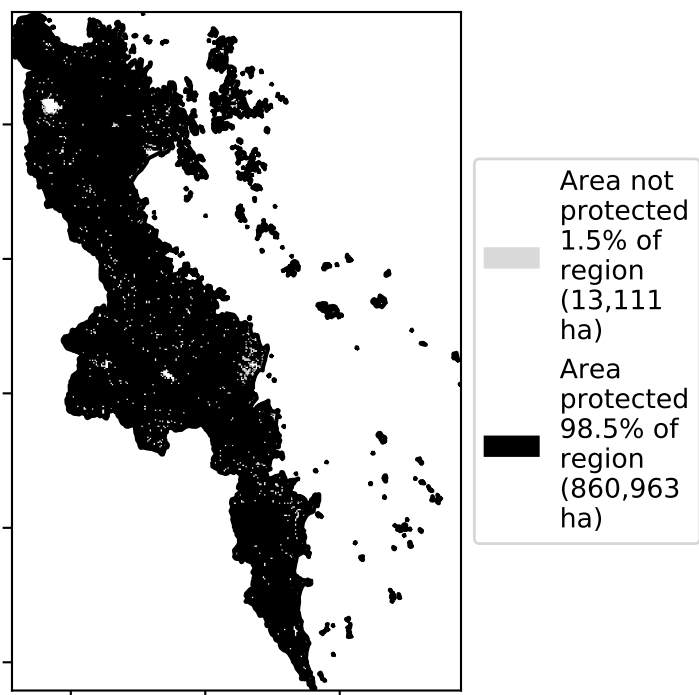 Area not
protected
1.5% of
region
(13,111
ha)
Area
protected
98.5% of
region
(860,963
ha)